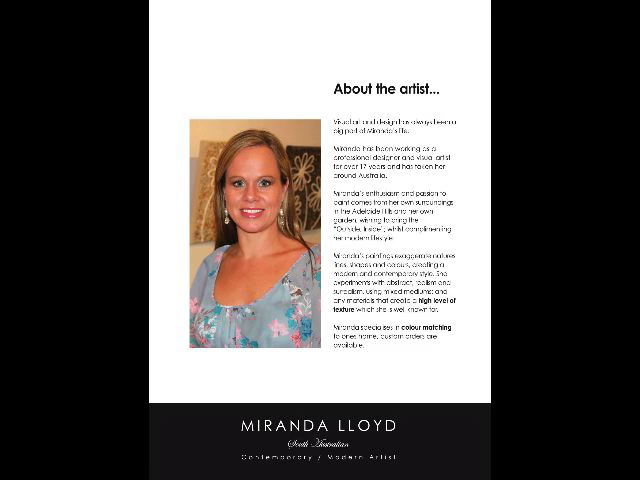 About the artist...
Visual art and design has always been a
big part of Miranda's life.
Miranda has been working as a
professional designer and visual artist
for over 17 years and has taken her
around Australia.
Miranda's enthusiasm and passion to
paint comes from her own surroundings
in the Adelaide Hills and her own
garden, wishing to bring the
"Outside, Inside"; whilst complimenting
her modern lifestyle.
Miranda's paintings exaggerate natures
lines, shapes and colours, creating a
modern and contemporary style. She
experiments with abstract, realism and
surrealism, using mixed mediums; and
any materials that create a high level of
texture which she is well known for.
Miranda specialises in colour matching
to ones home, custom orders are
available.
MIRANDA LLOYD
South Australian
Contemporary / Modern Artist